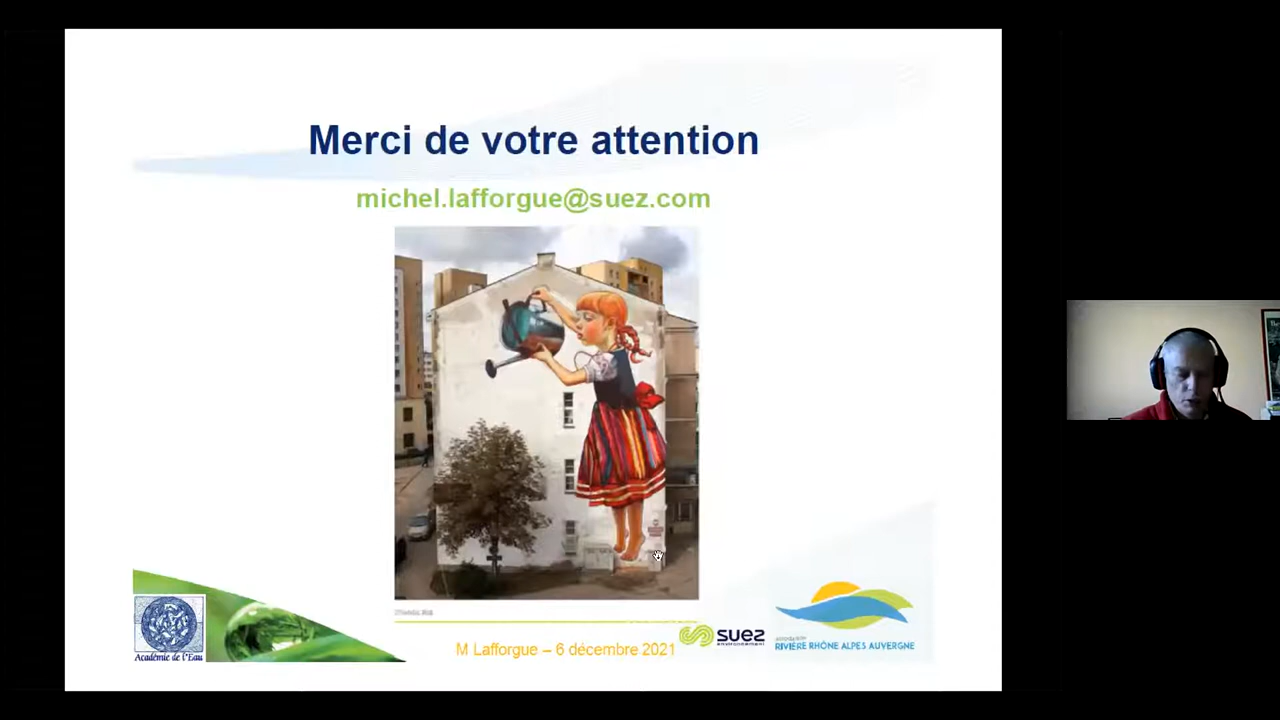 Merci de votre attention
michel.lafforgue@suez.com
Académie de l'Eau
M Lafforgue – 6 décembre 2021
suez
environnement
RIVIÈRE RHÔNE ALPES AUVERGNE